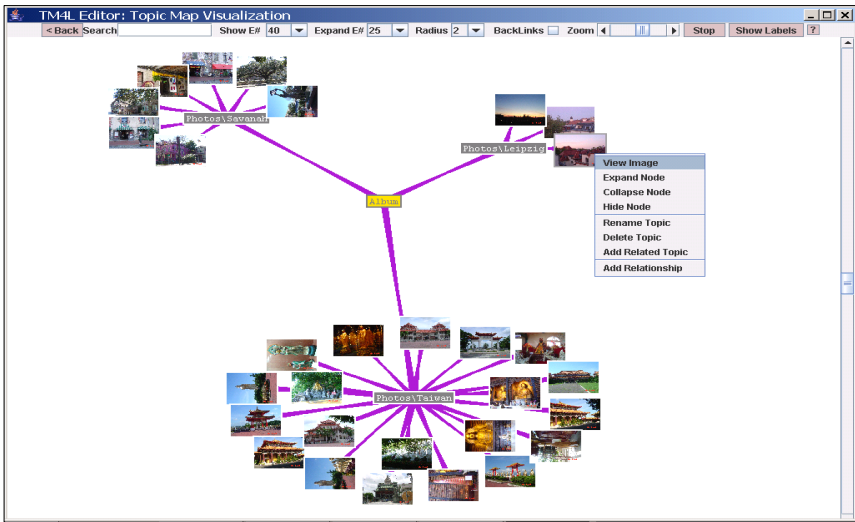 TM4L Editor: Topic Map Visualization
< Back Search Show E# 40 Expand E# 25 Radius 2 BackLinks Zoom Stop Show Labels ?
Photos\Savanah
Photos\Leipzig
View Image
Expand Node
Collapse Node
Hide Node
Rename Topic
Delete Topic
Add Related Topic
Add Relationship
Album
Photos\Taiwan